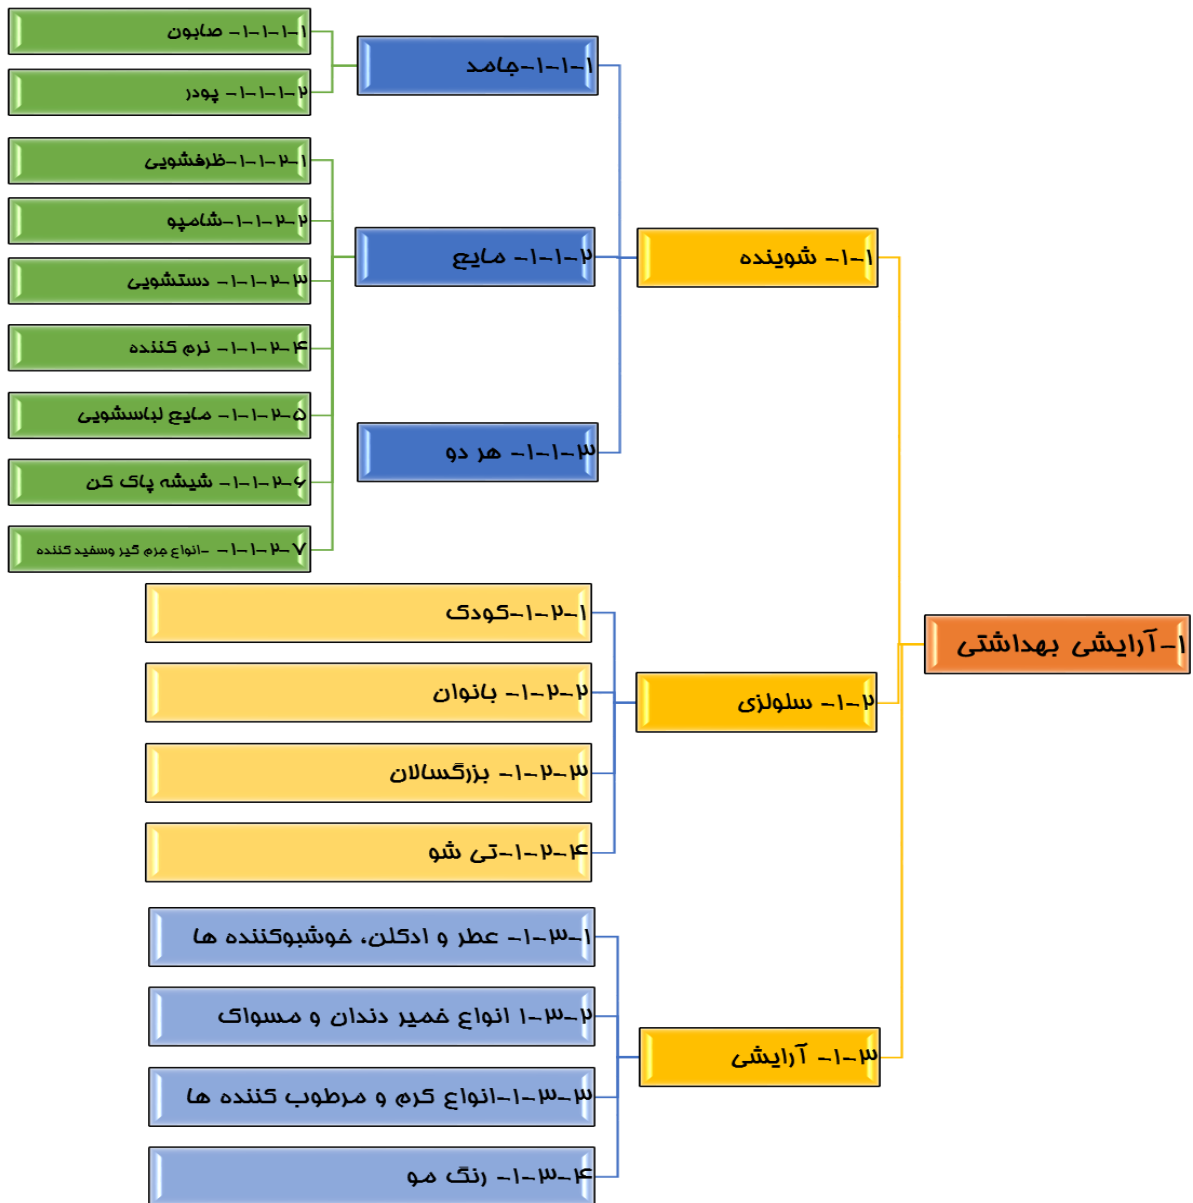 ۱-آرایشی بهداشتی
۱-۱- شوینده
۱-۱-۱-جامد
۱-۱-۱-۱- صابون
۱-۱-۱-۲- پودر
۱-۱-۲- مایع
۱-۱-۲-۱-ظرفشویی
۱-۱-۲-۲-شامپو
۱-۱-۲-۳- دستشویی
۱-۱-۲-۴- نرم کننده
۱-۱-۲-۵- مایع لباسشویی
۱-۱-۲-۶- شیشه پاک کن
۱-۱-۲-۷- -انواع جرم گیر وسفید کننده
۱-۱-۳- هر دو
۱-۲- سلولزی
۱-۲-۱-کودک
۱-۲-۲- بانوان
۱-۲-۳- بزرگسالان
۱-۲-۴-تی شو
۱-۳- آرایشی
۱-۳-۱- عطر و ادکلن، خوشبوکننده ها
۱-۳-۲ انواع خمیر دندان و مسواک
۱-۳-۳-انواع کرم و مرطوب کننده ها
۱-۳-۴- رنگ مو